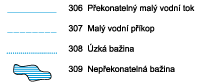 306 Překonatelný malý vodní tok
307 Malý vodní příkop
308 Úzká bažina
309 Nepřekonatelná bažina